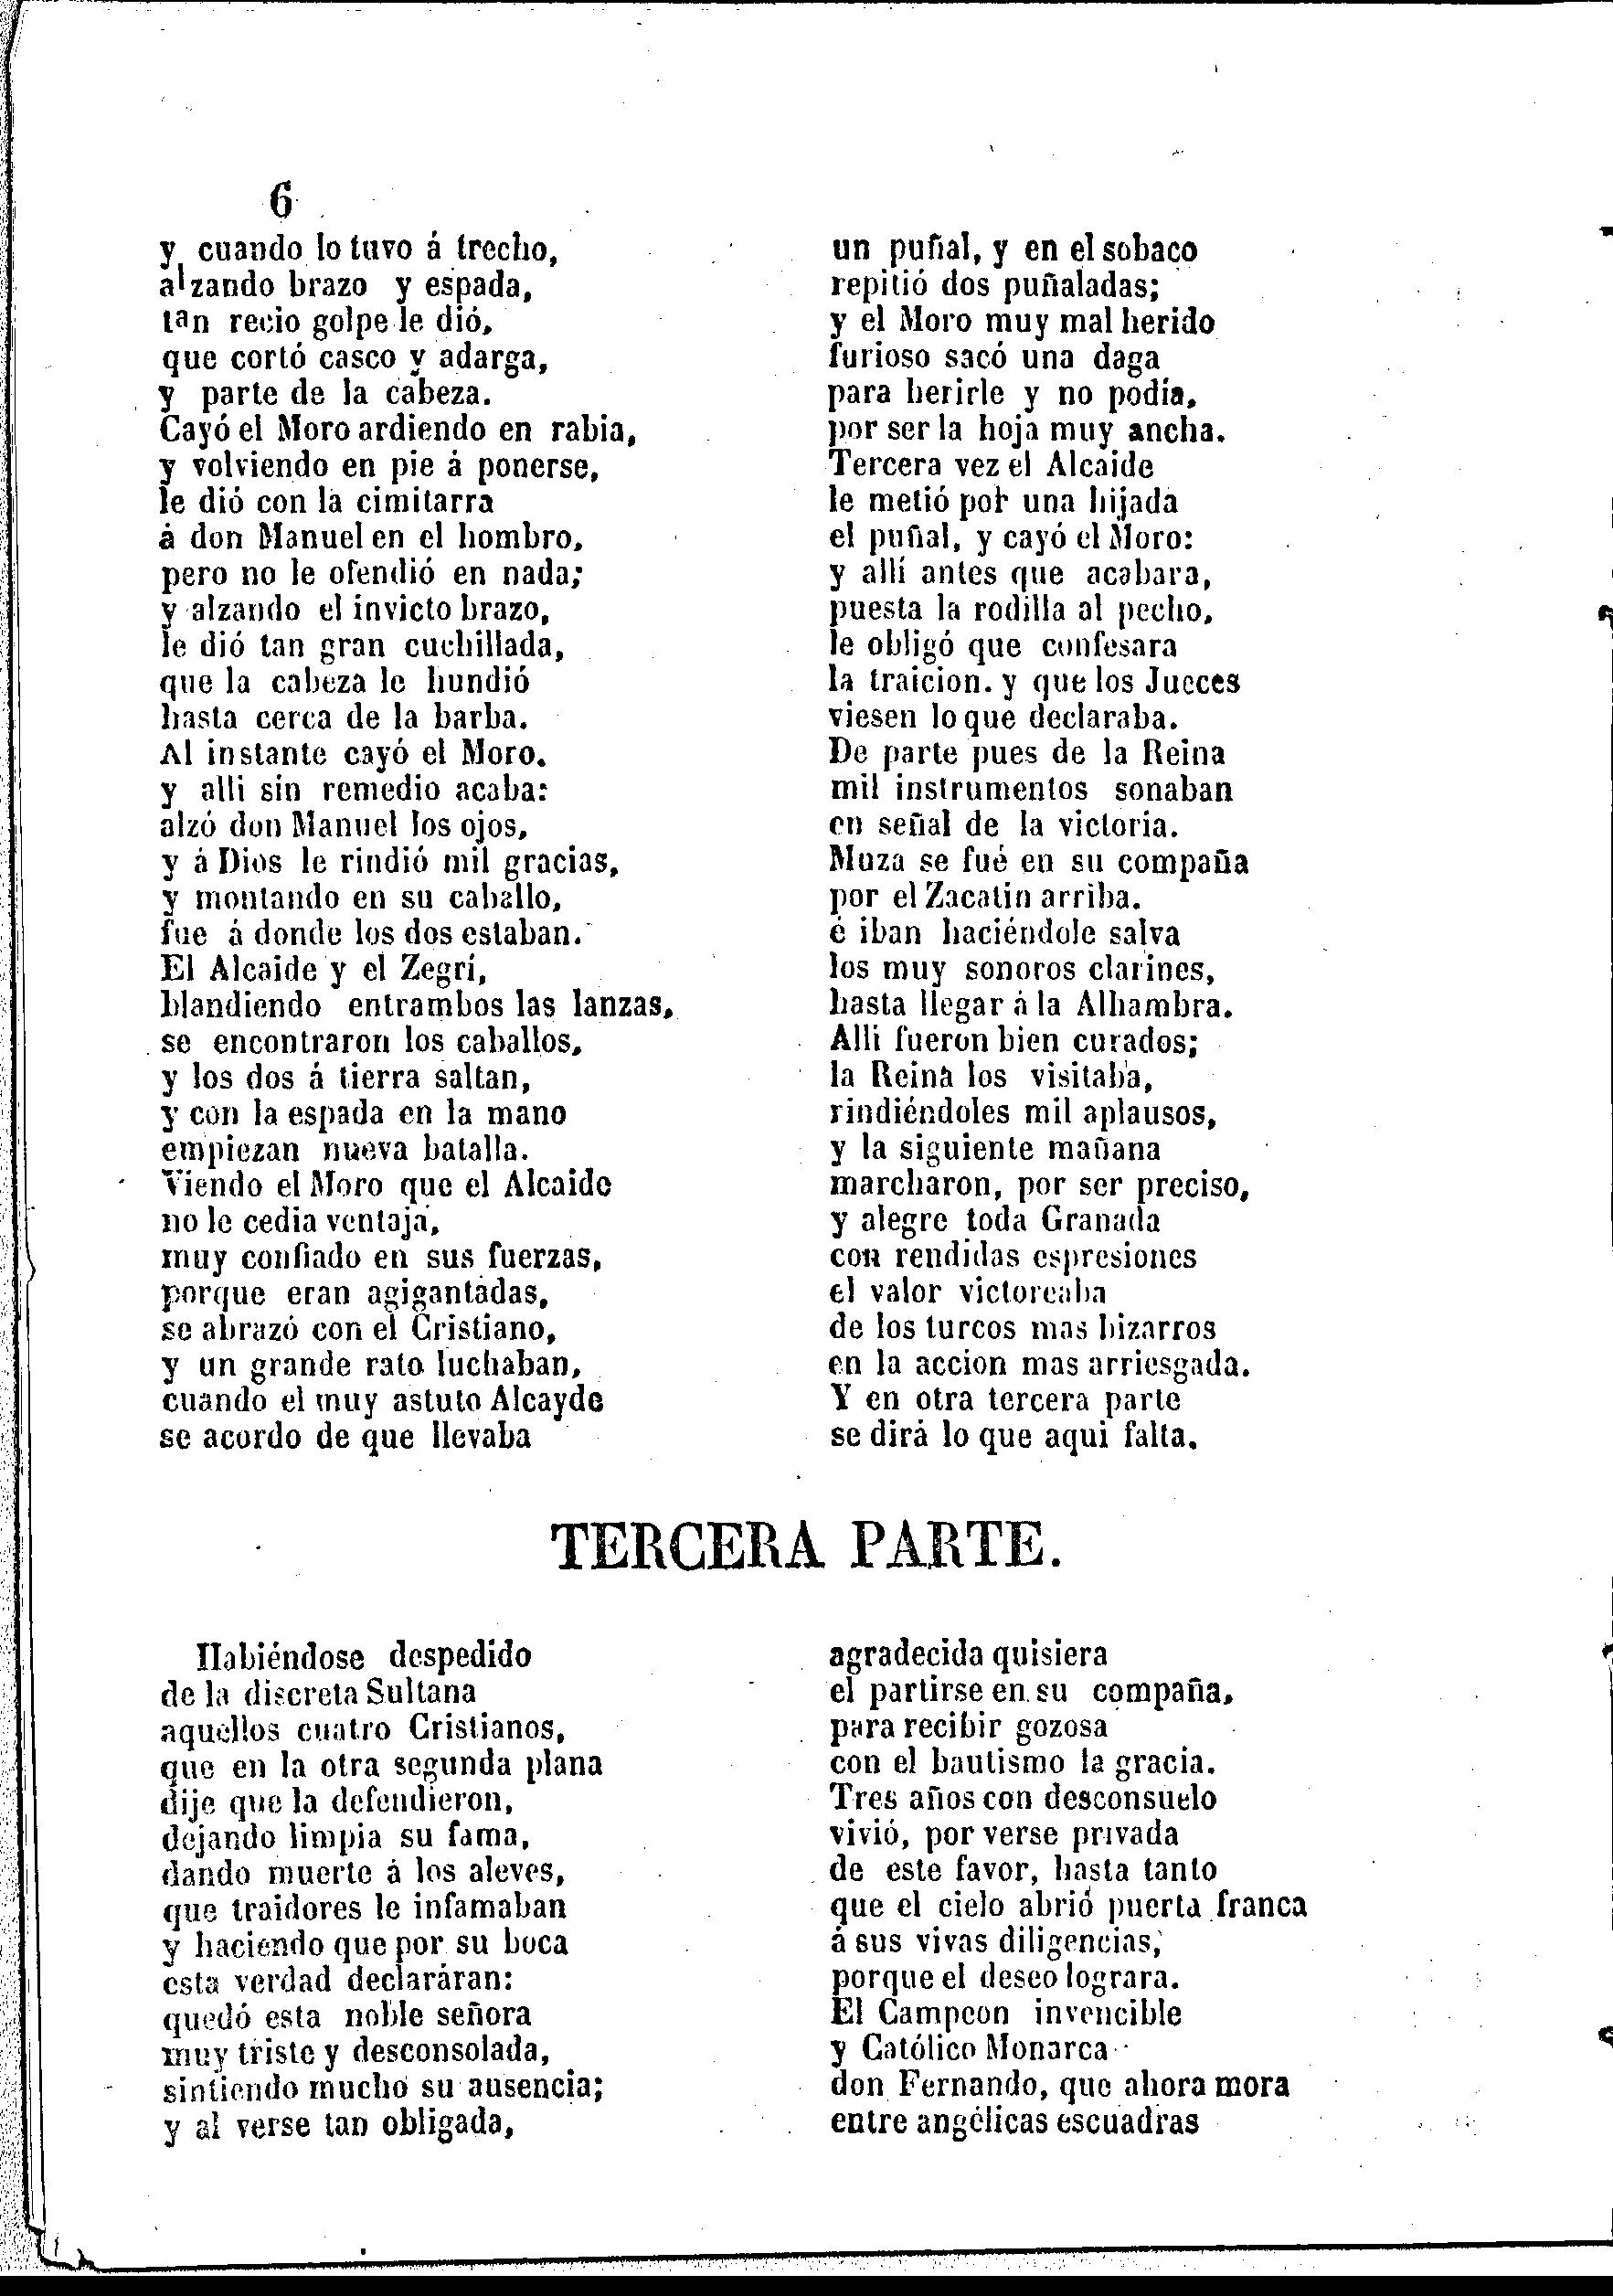 6
y cuando lo tuvo á trecho,
alzando brazo y espada,
tan recio golpe le dió,
que cortó casco y adarga,
y parte de la cabeza.
Cayó el Moro ardiendo en rabia,
y volviendo en pie á ponerse,
le dió con la cimitarra
á don Manuel en el hombro,
pero no le ofendió en nada;
y alzando el invicto brazo,
le dió tan gran cuchillada,
que la cabeza le hundió
hasta cerca de la barba.
Al instante cayó el Moro.
y alli sin remedio acaba:
alzó don Manuel los ojos,
y á Dios le rindió mil gracias,
y montando en su caballo,
fue á donde los dos estaban.
El Alcaide y el Zegrí,
blandiendo entrambos las lanzas,
se encontraron los caballos,
y los dos á tierra saltan,
y con la espada en la mano
empiezan nueva batalla.
Viendo el Moro que el Alcaide
no le cedia ventaja,
muy confiado en sus fuerzas,
porque eran agigantadas,
se abrazó con el Cristiano,
y un grande rato luchaban,
cuando el muy astuto Alcayde
se acordo de que llevaba
un puñal, y en el sobaco
repitió dos puñaladas;
y el Moro muy mal herido
furioso sacó una daga
para herirle y no podía,
por ser la hoja muy ancha.
Tercera vez el Alcaide
le metió por una hijada
el puñal, y cayó el Moro:
y allí antes que acabara,
puesta la rodilla al pecho,
le obligó que confesara
la traicion. y que los Jueces
viesen lo que declaraba.
De parte pues de la Reina
mil instrumentos sonaban
en señal de la victoria.
Muza se fué en su compaña
por el Zacatin arriba.
é iban haciéndole salva
los muy sonoros clarines,
hasta llegar á la Alhambra.
Alli fueron bien curados;
la Reina los visitaba,
rindiéndoles mil aplausos,
y la siguiente mañana
marcharon, por ser preciso,
y alegre toda Granada
con rendidas espresiones
el valor victoreaba
de los turcos mas bizarros
en la accion mas arriesgada.
Y en otra tercera parte
se dirá lo que aqui falta.
TERCERA PARTE.
Habiéndose despedido
de la discreta Sultana
aquellos cuatro Cristianos,
que en la otra segunda plana
dije que la defendieron,
dejando limpia su fama,
dando muerte á los aleves,
que traidores le infamaban
y haciendo que por su boca
esta verdad declaráran:
quedó esta noble señora
muy triste y desconsolada,
sintiendo mucho su ausencia;
y al verse tan obligada,
agradecida quisiera
el partirse en su compaña,
para recibir gozosa
con el bautismo la gracia.
Tres años con desconsuelo
vivió, por verse privada
de este favor, hasta tanto
que el cielo abrió puerta franca
á sus vivas diligencias,
porque el deseo lograra.
El Campeon invencible
y Católico Monarca
don Fernando, que ahora mora
entre angélicas escuadras